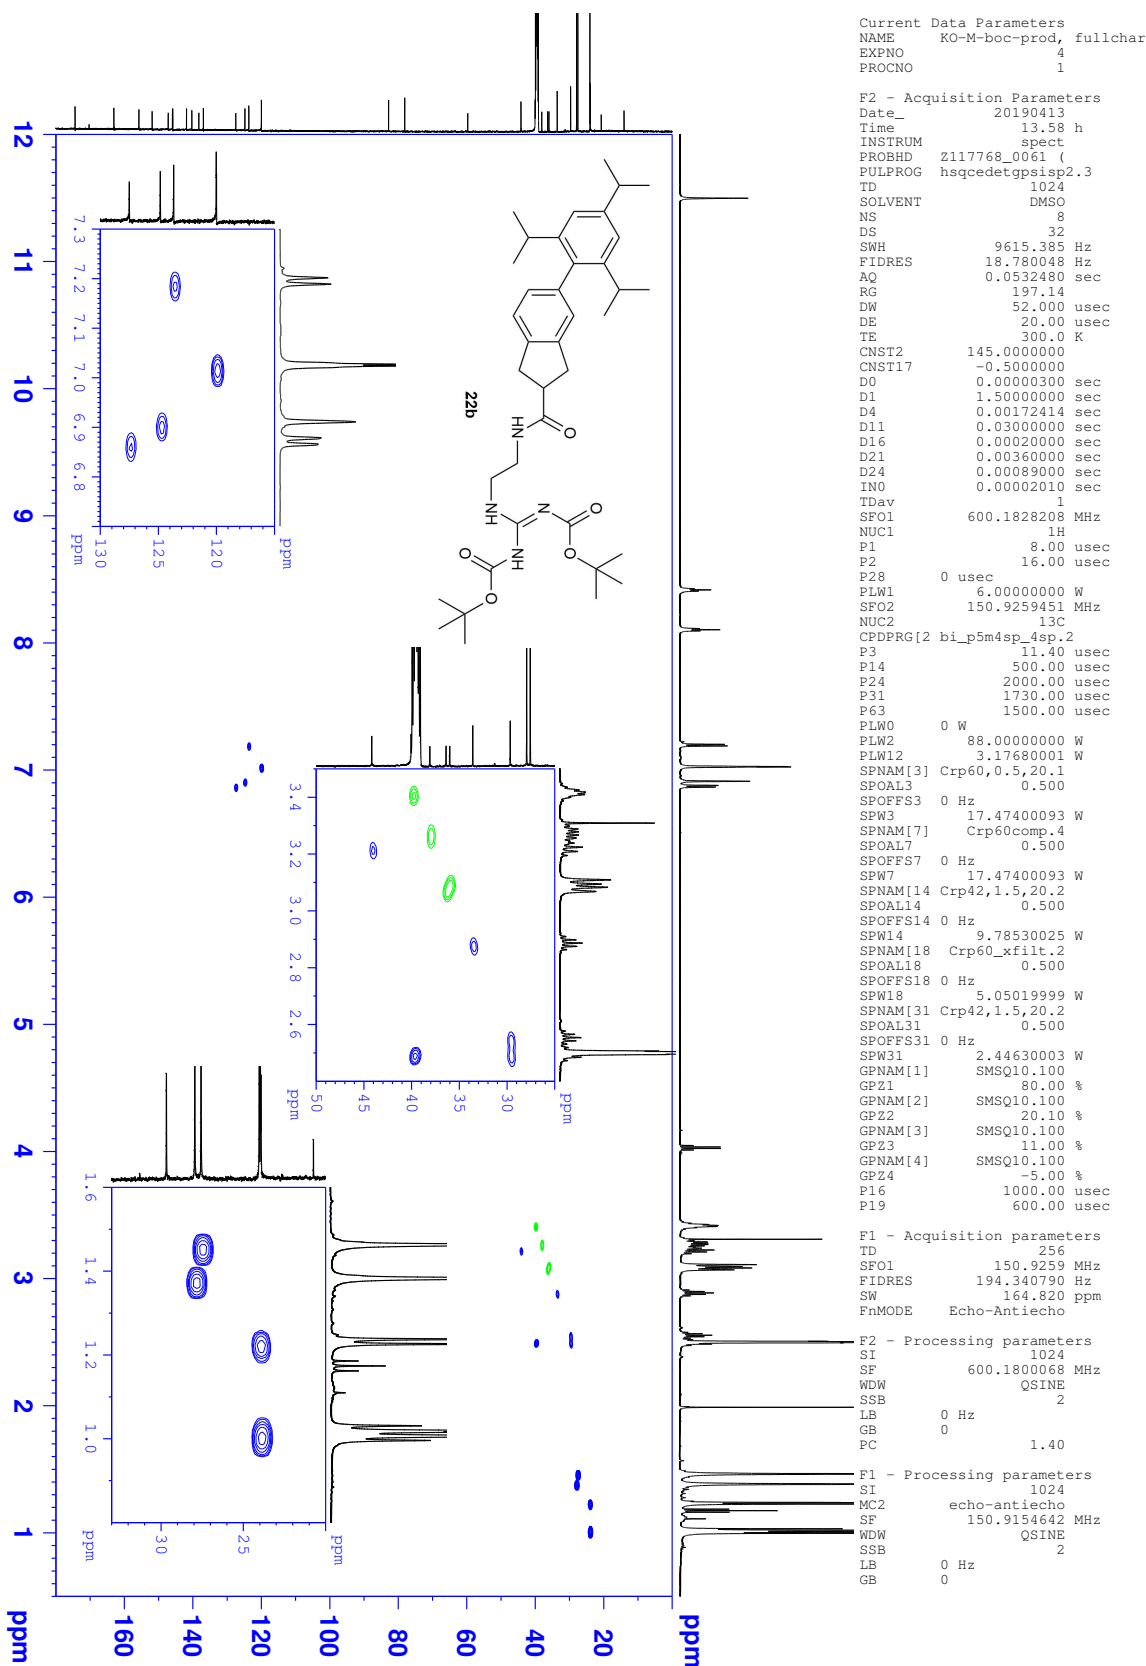 Current Data Parameters
NAME KO-M-boc-prod, fullchar
EXPNO 4
PROCNO 1
F2 - Acquisition Parameters
Date_ 20190413
Time 13.58 h
INSTRUM spect
PROBHD Z117768_0061 (
PULPROG hsqcedetgpsisp2.3
TD 1024
SOLVENT DMSO
NS 8
DS 32
SWH 9615.385 Hz
FIDRES 18.780048 Hz
AQ 0.0532480 sec
RG 197.14
DW 52.000 usec
DE 20.00 usec
TE 300.0 K
CNST2 145.0000000
CNST17 -0.5000000
D0 0.00000300 sec
D1 1.50000000 sec
D4 0.00172414 sec
D11 0.03000000 sec
D16 0.00020000 sec
D21 0.00360000 sec
D24 0.00089000 sec
IN0 0.00002010 sec
TDav 1
SFO1 600.1828208 MHz
NUC1 1H
P1 8.00 usec
P2 16.00 usec
P28 0 usec
PLW1 6.00000000 W
SFO2 150.9259451 MHz
NUC2 13C
CPDPRG[2 bi_p5m4sp_4sp.2
P3 11.40 usec
P14 500.00 usec
P24 2000.00 usec
P31 1730.00 usec
P63 1500.00 usec
PLW0 0 W
PLW2 88.00000000 W
PLW12 3.17680001 W
SPNAM[3] Crp60,0.5,20.1
SPOAL3 0.500
SPOFFS3 0 Hz
SPW3 17.47400093 W
SPNAM[7] Crp60comp.4
SPOAL7 0.500
SPOFFS7 0 Hz
SPW7 17.47400093 W
SPNAM[14 Crp42,1.5,20.2
SPOAL14 0.500
SPOFFS14 0 Hz
SPW14 9.78530025 W
SPNAM[18 Crp60_xfilt.2
SPOAL18 0.500
SPOFFS18 0 Hz
SPW18 5.05019999 W
SPNAM[31 Crp42,1.5,20.2
SPOAL31 0.500
SPOFFS31 0 Hz
SPW31 2.44630003 W
GPNAM[1] SMSQ10.100
GPZ1 80.00 %
GPNAM[2] SMSQ10.100
GPZ2 20.10 %
GPNAM[3] SMSQ10.100
GPZ3 11.00 %
GPNAM[4] SMSQ10.100
GPZ4 -5.00 %
P16 1000.00 usec
P19 600.00 usec
F1 - Acquisition parameters
TD 256
SFO1 150.9259 MHz
FIDRES 194.340790 Hz
SW 164.820 ppm
FnMODE Echo-Antiecho
F2 - Processing parameters
SI 1024
SF 600.1800068 MHz
WDW QSINE
SSB 2
LB 0 Hz
GB 0
PC 1.40
F1 - Processing parameters
SI 1024
MC2 echo-antiecho
SF 150.9154642 MHz
WDW QSINE
SSB 2
LB 0 Hz
GB 0
12 11 10 9 8 7 6 5 4 3 2 1 ppm
160 140 120 100 80 60 40 20 ppm
7.3 7.2 7.1 7.0 6.9 6.8 ppm
130 125 120 ppm
22b
O
HN
NH
N
O
O
NH
O
O
3.4 3.2 3.0 2.8 2.6 ppm
50 45 40 35 30 ppm
1.6 1.4 1.2 1.0 ppm
30 25 ppm